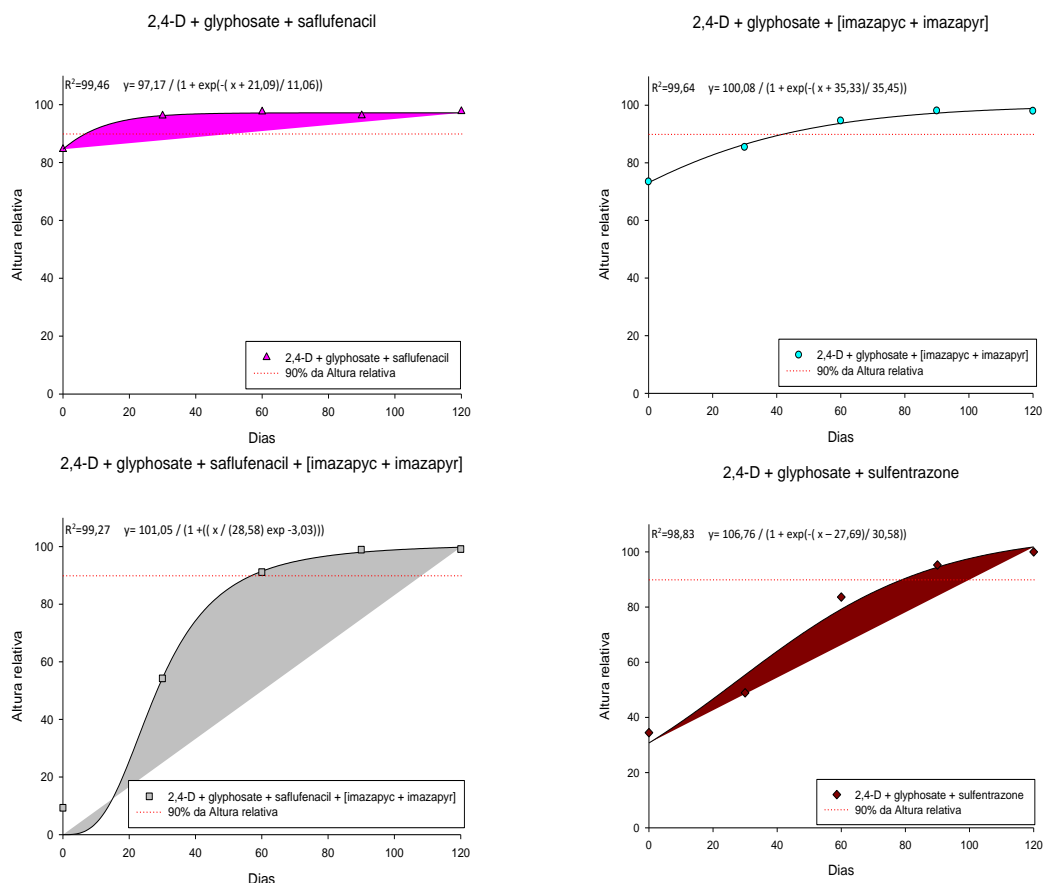 2,4-D + glyphosate + saflufenacil
R²=99,46 y= 97,17 / (1 + exp(-( x + 21,09)/ 11,06))
100
80
60
40
20
0
Altura relativa
2,4-D + glyphosate + saflufenacil
90% da Altura relativa
0 20 40 60 80 100 120
Dias
2,4-D + glyphosate + [imazapyc + imazapyr]
R²=99,64 y= 100,08 / (1 + exp(-( x + 35,33)/ 35,45))
100
80
60
40
20
0
Altura relativa
2,4-D + glyphosate + [imazapyc + imazapyr]
90% da Altura relativa
0 20 40 60 80 100 120
Dias
2,4-D + glyphosate + saflufenacil + [imazapyc + imazapyr]
R²=99,27 y= 101,05 / (1 +(( x / (28,58) exp -3,03)))
100
80
60
40
20
0
Altura relativa
2,4-D + glyphosate + saflufenacil + [imazapyc + imazapyr]
90% da Altura relativa
0 20 40 60 80 100 120
Dias
2,4-D + glyphosate + sulfentrazone
R²=98,83 y= 106,76 / (1 + exp(-( x – 27,69)/ 30,58))
100
80
60
40
20
0
Altura relativa
2,4-D + glyphosate + sulfentrazone
90% da Altura relativa
0 20 40 60 80 100 120
Dias